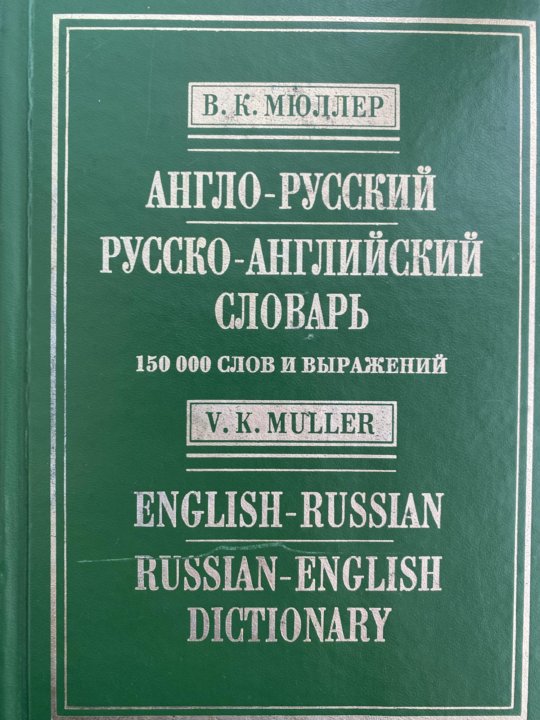 В. К. МЮЛЛЕР
АНГЛО-РУССКИЙ
РУССКО-АНГЛИЙСКИЙ
СЛОВАРЬ
150 000 СЛОВ И ВЫРАЖЕНИЙ
V. K. MULLER
ENGLISH-RUSSIAN
RUSSIAN-ENGLISH
DICTIONARY